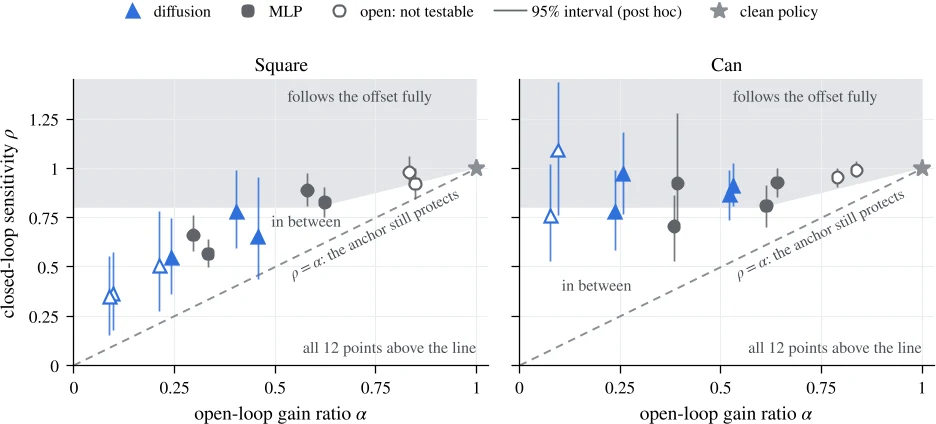 diffusion MLP open: not testable 95% interval (post hoc) clean policy
Square
Can
closed-loop sensitivity ρ
follows the offset fully
in between
ρ = α: the anchor still protects
all 12 points above the line
0 0.25 0.5 0.75 1 1.25
0 0.25 0.5 0.75 1
open-loop gain ratio α
follows the offset fully
in between
ρ = α: the anchor still protects
all 12 points above the line
0 0.25 0.5 0.75 1
open-loop gain ratio α